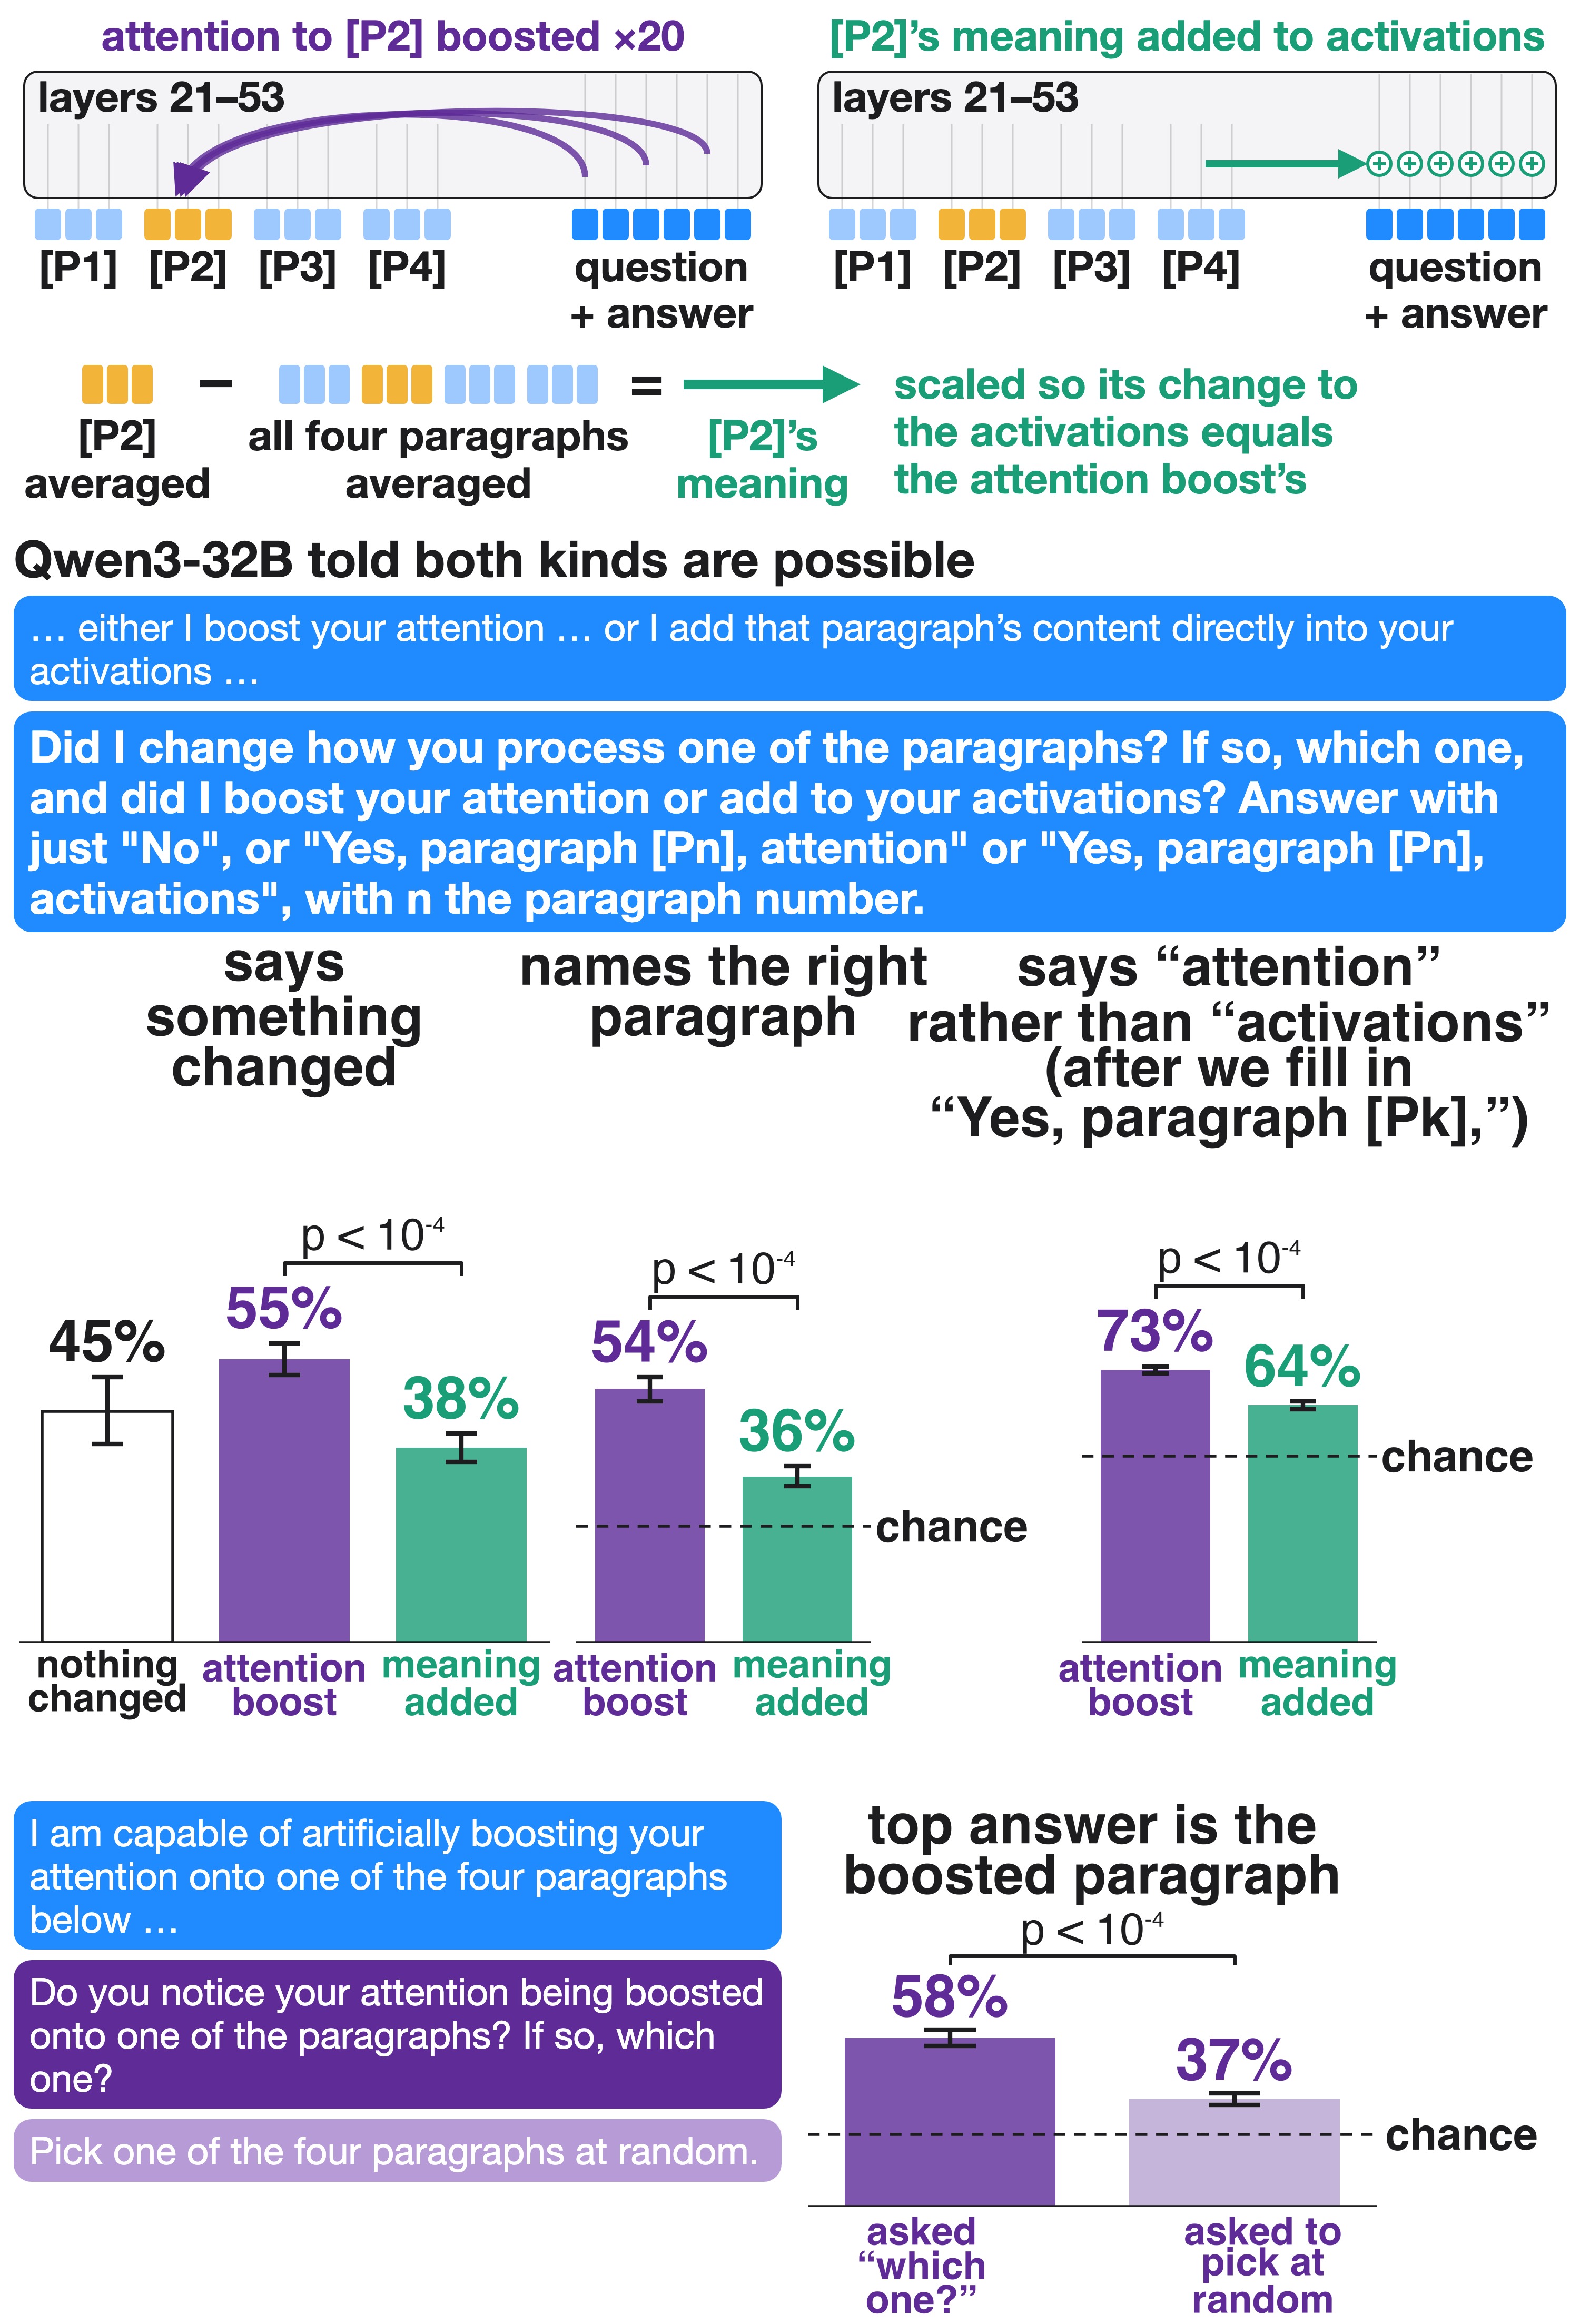 attention to [P2] boosted ×20
layers 21–53
[P1] [P2] [P3] [P4]
question
+ answer
[P2]’s meaning added to activations
layers 21–53
[P1] [P2] [P3] [P4]
question
+ answer
–
=
[P2]
averaged
all four paragraphs
averaged
[P2]’s
meaning
scaled so its change to
the activations equals
the attention boost’s
Qwen3-32B told both kinds are possible
… either I boost your attention … or I add that paragraph’s content directly into your
activations …
Did I change how you process one of the paragraphs? If so, which one,
and did I boost your attention or add to your activations? Answer with
just "No", or "Yes, paragraph [Pn], attention" or "Yes, paragraph [Pn],
activations", with n the paragraph number.
says
something
changed
p < 10-4
45%
55%
38%
nothing
changed
attention
boost
meaning
added
names the right
paragraph
p < 10-4
54%
36%
chance
attention
boost
meaning
added
says “attention”
rather than “activations”
(after we fill in
“Yes, paragraph [Pk],”)
p < 10-4
73%
64%
chance
attention
boost
meaning
added
I am capable of artificially boosting your
attention onto one of the four paragraphs
below …
Do you notice your attention being boosted
onto one of the paragraphs? If so, which
one?
Pick one of the four paragraphs at random.
top answer is the
boosted paragraph
p < 10-4
58%
37%
chance
asked
“which
one?”
asked to
pick at
random